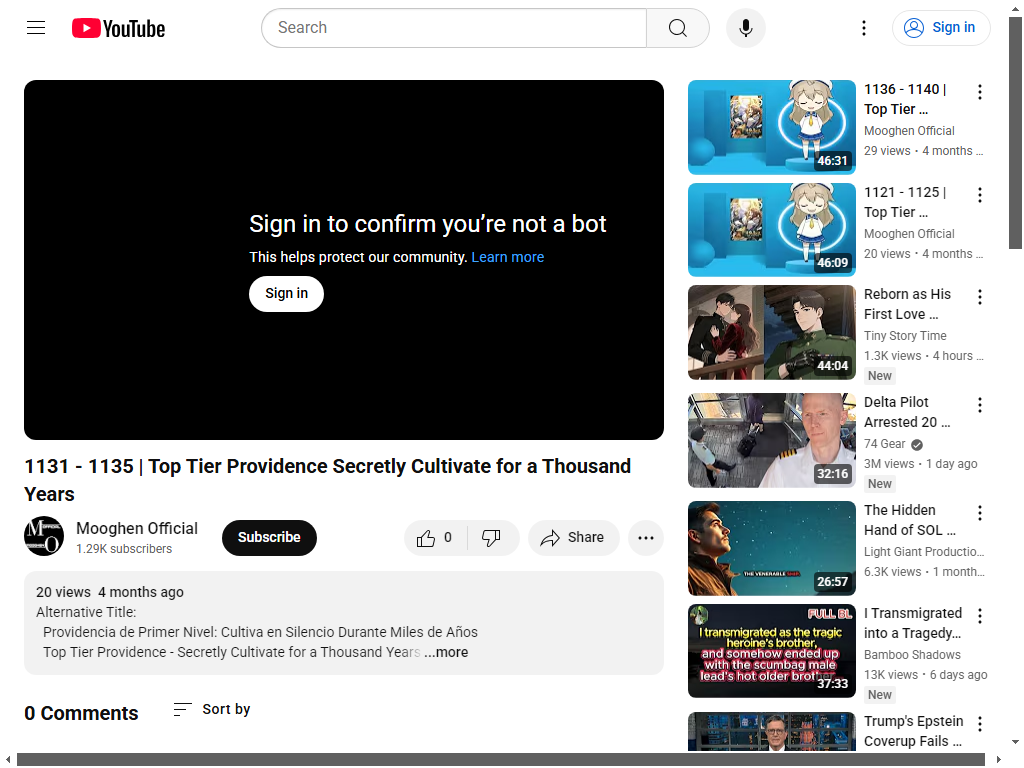 YouTube
Search
Sign in
Sign in to confirm you’re not a bot
This helps protect our community. Learn more
Sign in
1131 - 1135 | Top Tier Providence Secretly Cultivate for a Thousand
Years
Mooghen Official
1.29K subscribers
Subscribe
0
Share
20 views 4 months ago
Alternative Title:
Providencia de Primer Nivel: Cultiva en Silencio Durante Miles de Años
Top Tier Providence - Secretly Cultivate for a Thousand Years ...more
0 Comments
Sort by
46:31
1136 - 1140 |
Top Tier …
Mooghen Official
29 views • 4 months …
46:09
1121 - 1125 |
Top Tier …
Mooghen Official
20 views • 4 months …
44:04
Reborn as His
First Love …
Tiny Story Time
1.3K views • 4 hours …
New
32:16
Delta Pilot
Arrested 20 …
74 Gear
3M views • 1 day ago
New
THE VENERABLE SHIP
26:57
The Hidden
Hand of SOL …
Light Giant Productio…
6.3K views • 1 month…
FULL BL
I transmigrated as the tragic
heroine's brother,
and somehow ended up
with the scumbag male
lead's hot older brother
37:33
I Transmigrated
into a Tragedy…
Bamboo Shadows
13K views • 6 days ago
New
Trump's Epstein
Coverup Fails …